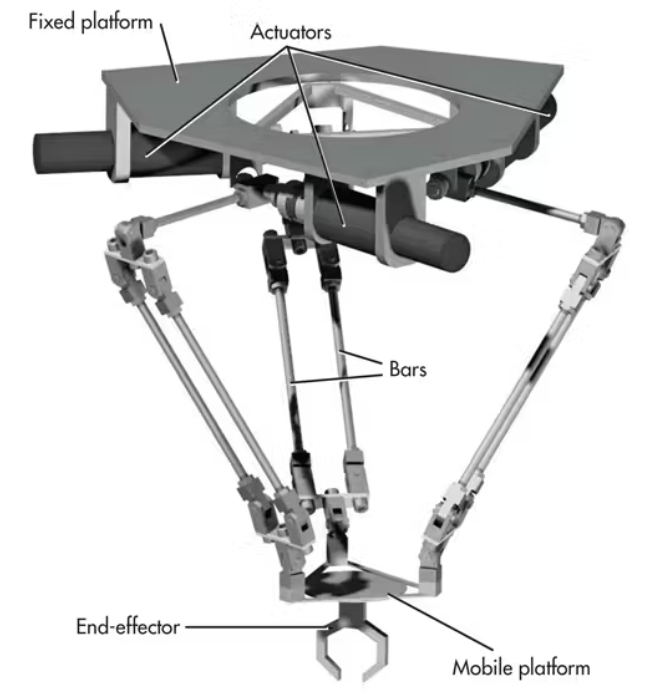 Fixed platform
Actuators
Bars
End-effector
Mobile platform